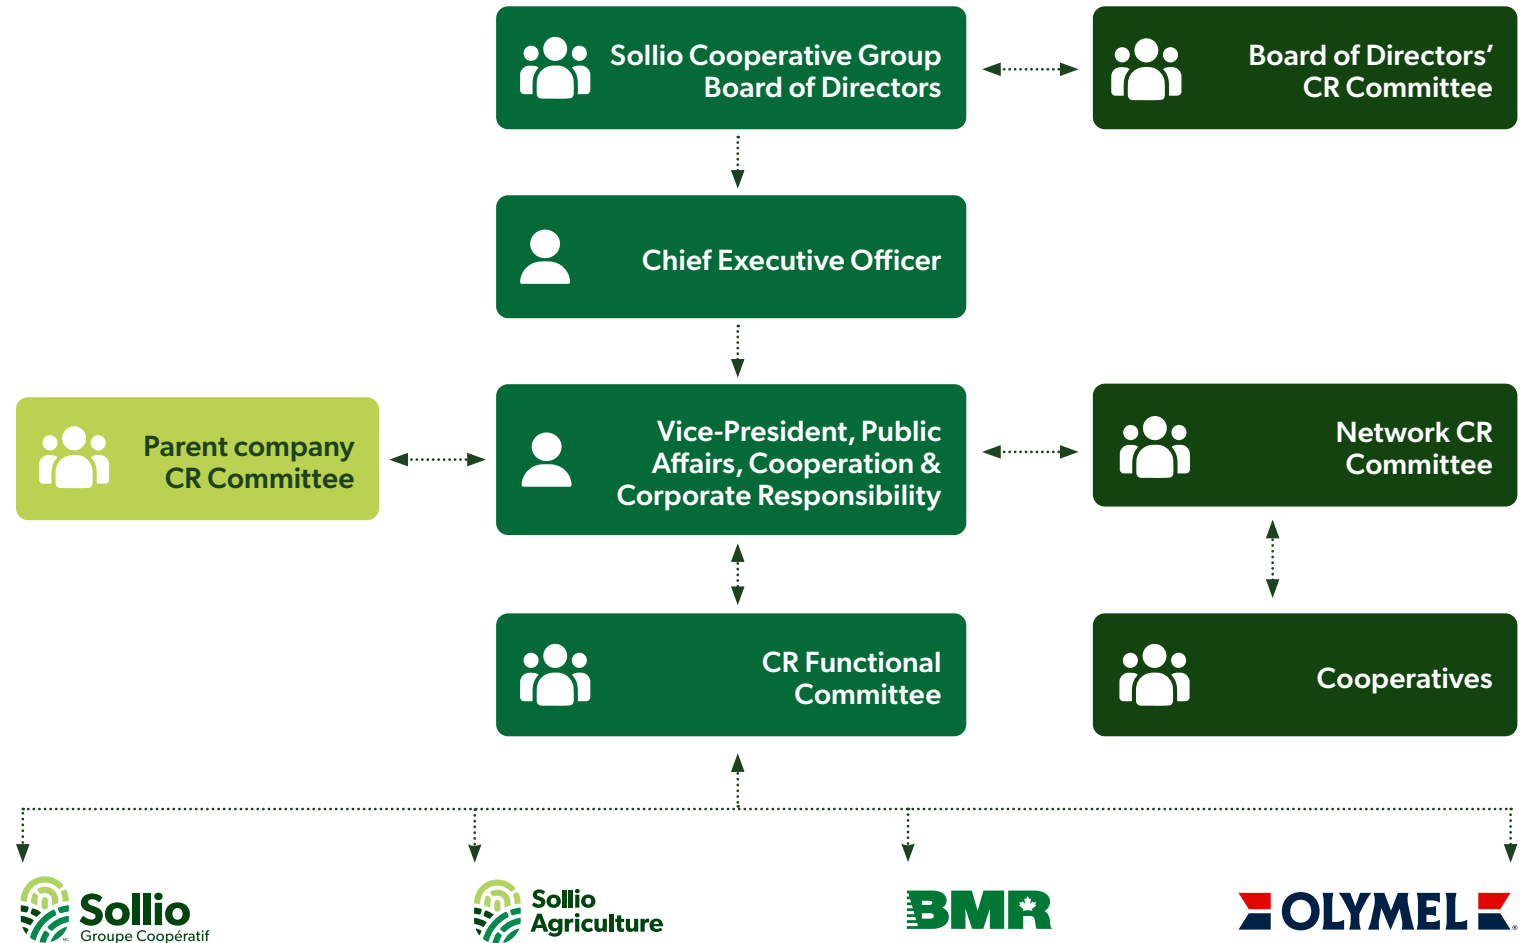 Sollio Cooperative Group
Board of Directors
Board of Directors’
CR Committee
Chief Executive Officer
Parent company
CR Committee
Vice-President, Public
Affairs, Cooperation &
Corporate Responsibility
Network CR
Committee
CR Functional
Committee
Cooperatives
Sollio
Groupe Coopératif
MC
Sollio
Agriculture
BMR
OLYMEL
®